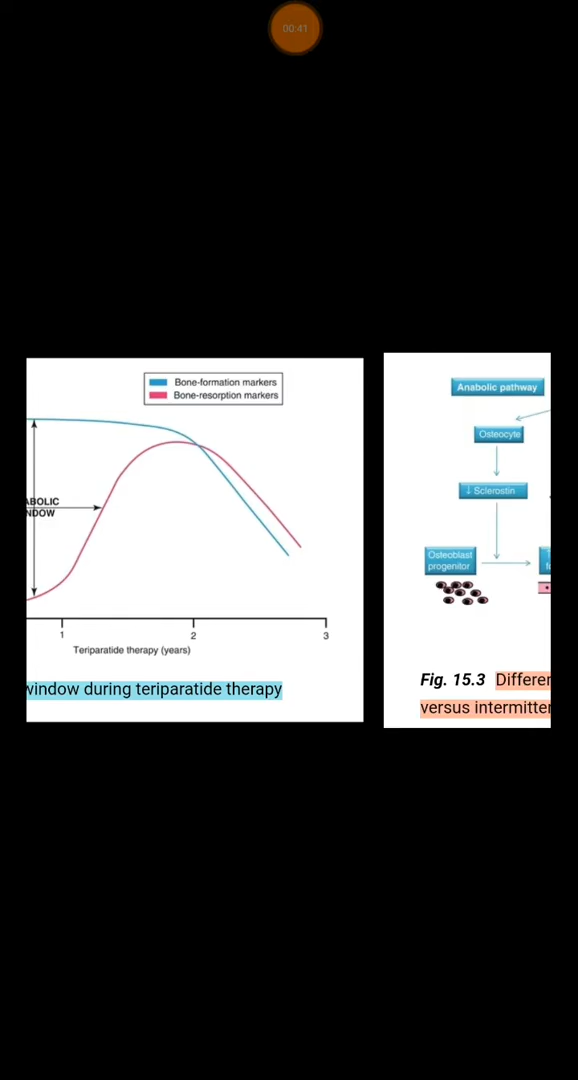 00:41
Bone-formation markers
Bone-resorption markers
ABOLIC
NDOW
1
2
3
Teriparatide therapy (years)
window during teriparatide therapy
Anabolic pathway
Osteocyte
↓ Sclerostin
Osteoblast
progenitor
Fig. 15.3 Differen
versus intermitten